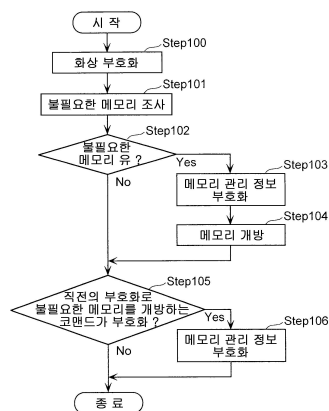 시 작
Step100
화상 부호화
Step101
불필요한 메모리 조사
Step102
불필요한
메모리 유 ?
Yes
Step103
No
메모리 관리 정보
부호화
Step104
메모리 개방
Step105
직전의 부호화로
불필요한 메모리를 개방하는
코맨드가 부호화 ?
Yes
Step106
No
메모리 관리 정보
부호화
종 료